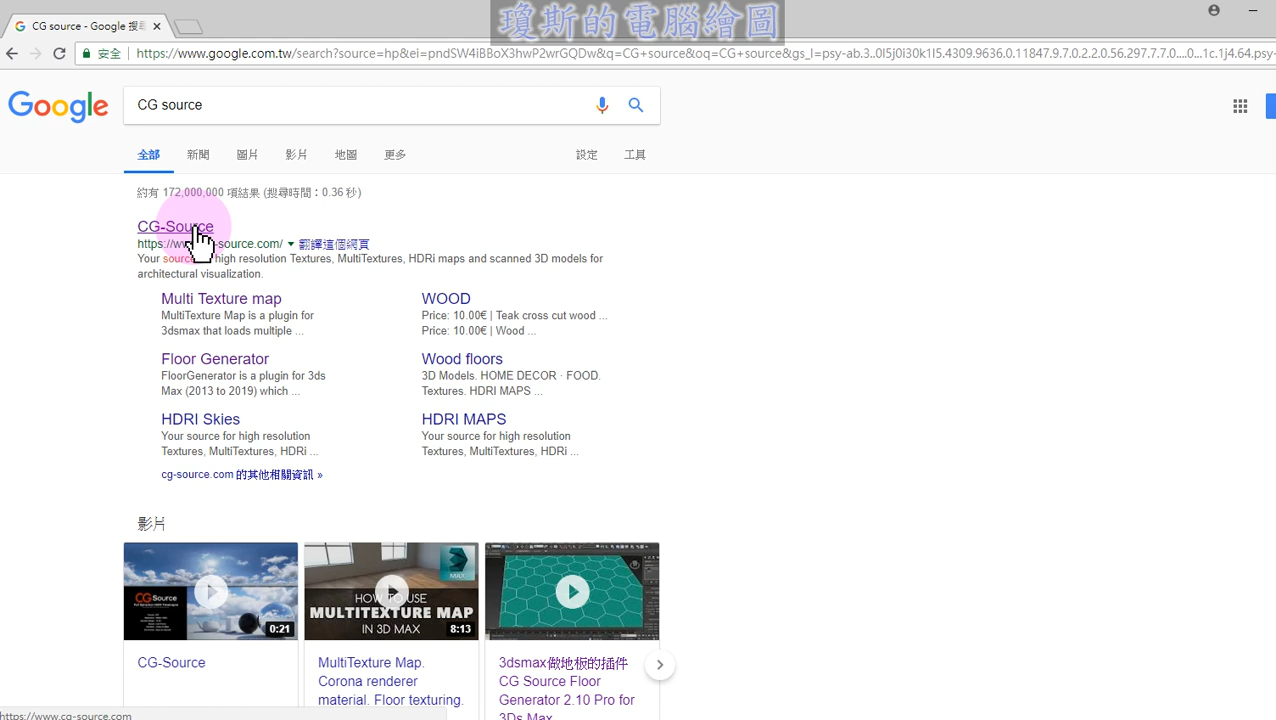 瓊斯的電腦繪圖
CG source - Google 搜尋
安全
https://www.google.com.tw/search?source=hp&ei=pndSW4iBBoX3hwP2wrGQDw&q=CG+source&oq=CG+source&gs_l=psy-ab.3..0l5j0i30k1l5.4309.9636.0.11847.9.7.0.2.2.0.56.297.7.7.0....0...1c.1j4.64.psy-
Google
CG source
全部 新聞 圖片 影片 地圖 更多 設定 工具
約有 172,000,000 項結果 (搜尋時間:0.36 秒)
CG-Source
source.com/ 翻譯這個網頁
Your high resolution Textures, MultiTextures, HDRi maps and scanned 3D models for
architectural visualization.
Multi Texture map
MultiTexture Map is a plugin for
3dsmax that loads multiple ...
WOOD
Price: 10.00€ | Teak cross cut wood ...
Price: 10.00€ | Wood ...
Floor Generator
FloorGenerator is a plugin for 3ds
Max (2013 to 2019) which ...
Wood floors
3D Models. HOME DECOR · FOOD.
Textures. HDRI MAPS ...
HDRI Skies
Your source for high resolution
Textures, MultiTextures, HDRi ...
HDRI MAPS
Your source for high resolution
Textures, MultiTextures, HDRi ...
cg-source.com 的其他相關資訊 »
影片
CGSource
0:21
HOW TO USE
MULTITEXTURE MAP
IN 3D MAX
MAX
8:13
CG-Source
MultiTexture Map.
Corona renderer
material. Floor texturing.
3dsmax做地板的插件
CG Source Floor
Generator 2.10 Pro for
3Ds Max
https://www.cg-source.com